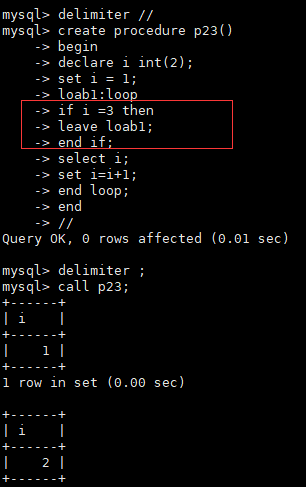 mysql> delimiter //
mysql> create procedure p23()
    -> begin
    -> declare i int(2);
    -> set i = 1;
    -> loab1:loop
    -> if i =3 then
    -> leave loab1;
    -> end if;
    -> select i;
    -> set i=i+1;
    -> end loop;
    -> end
    -> //
Query OK, 0 rows affected (0.01 sec)

mysql> delimiter ;
mysql> call p23;
+------+
| i    |
+------+
|    1 |
+------+
1 row in set (0.00 sec)

+------+
| i    |
+------+
|    2 |
+------+